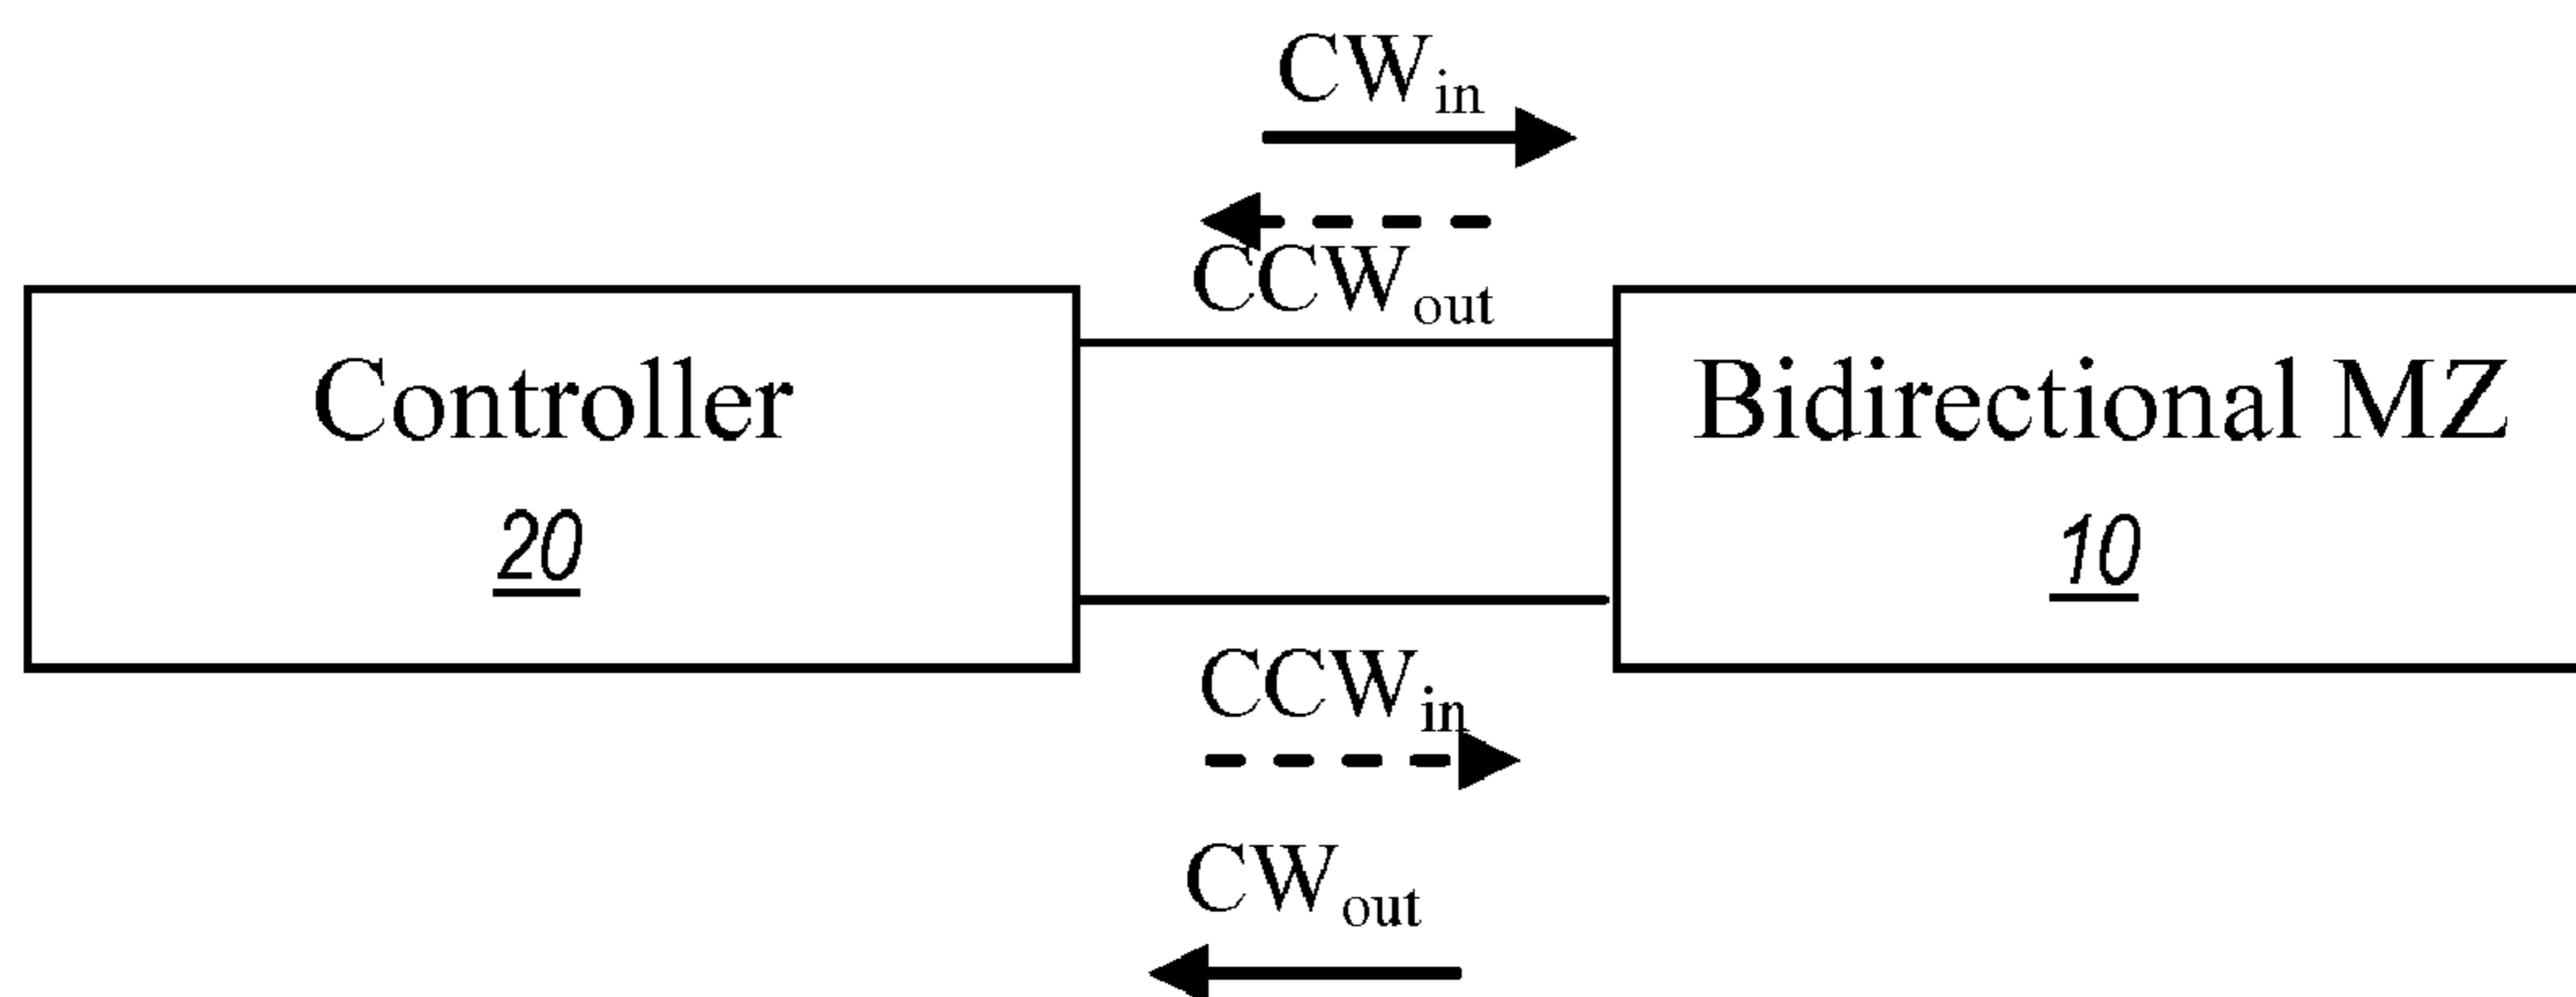 CWin
CCWout
Controller
20
Bidirectional MZ
10
CCWin
CWout